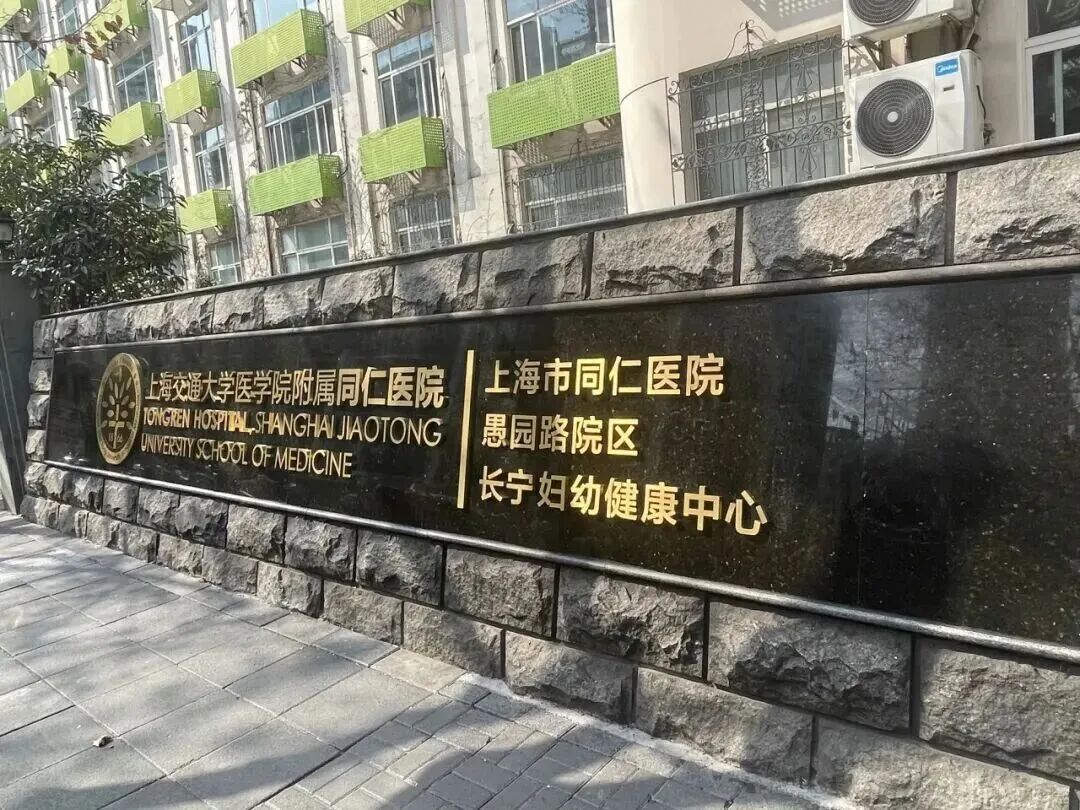 上海交通大学医学院附属同仁医院
TONGREN HOSPITAL, SHANGHAI JIAOTONG
UNIVERSITY SCHOOL OF MEDICINE
上海市同仁医院
愚园路院区
长宁妇幼健康中心
Midea